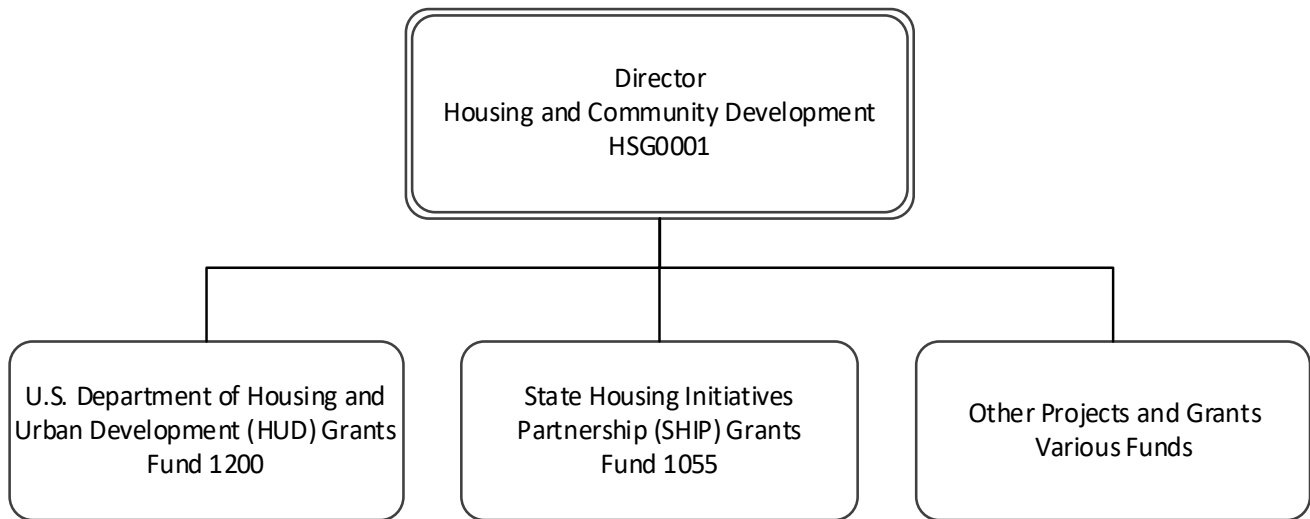 Director
Housing and Community Development
HSG0001
U.S. Department of Housing and
Urban Development (HUD) Grants
Fund 1200
State Housing Initiatives
Partnership (SHIP) Grants
Fund 1055
Other Projects and Grants
Various Funds